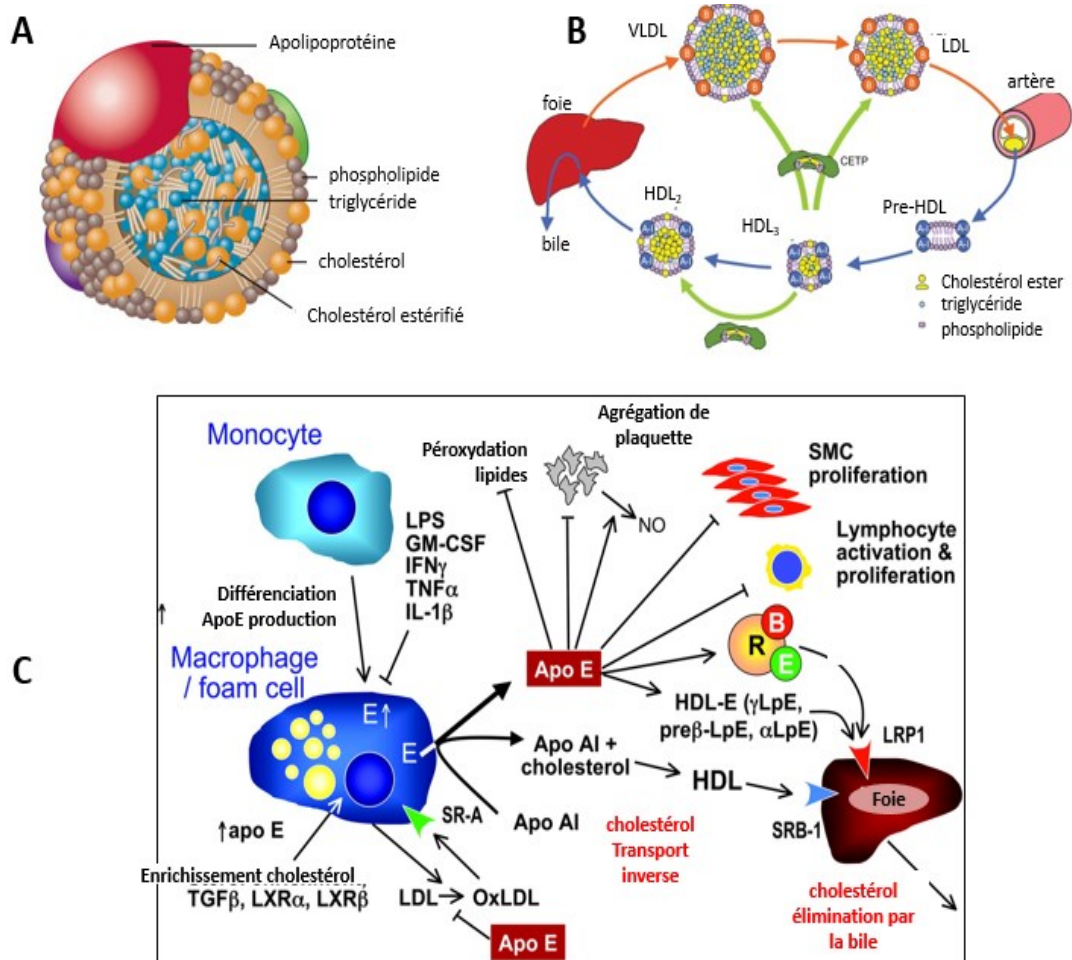 A
Apolipoprotéine
phospholipide
triglycéride
cholestérol
Cholestérol estérifié
B
VLDL
LDL
B
B
B
B
B
B
B
B
B
B
foie
artère
CETP
HDL2
HDL3
Pre-HDL
A-I
A-I
A-I
A-I
A-I
A-I
A-I
A-I
bile
Cholestérol ester
triglycéride
phospholipide
C
Monocyte
Péroxydation
lipides
Agrégation de
plaquette
NO
SMC
proliferation
LPS
GM-CSF
IFNγ
TNFα
IL-1β
Lymphocyte
activation &
proliferation
↑
Différenciation
ApoE production
Macrophage
/ foam cell
E↑
E
Apo E
R
B
E
HDL-E (γLpE,
preβ-LpE, αLpE)
LRP1
Apo AI +
cholesterol
HDL
Foie
SRB-1
SR-A
Apo AI
cholestérol
Transport
inverse
↑apo E
Enrichissement cholestérol
TGFβ, LXRα, LXRβ
LDL
OxLDL
Apo E
cholestérol
élimination par
la bile